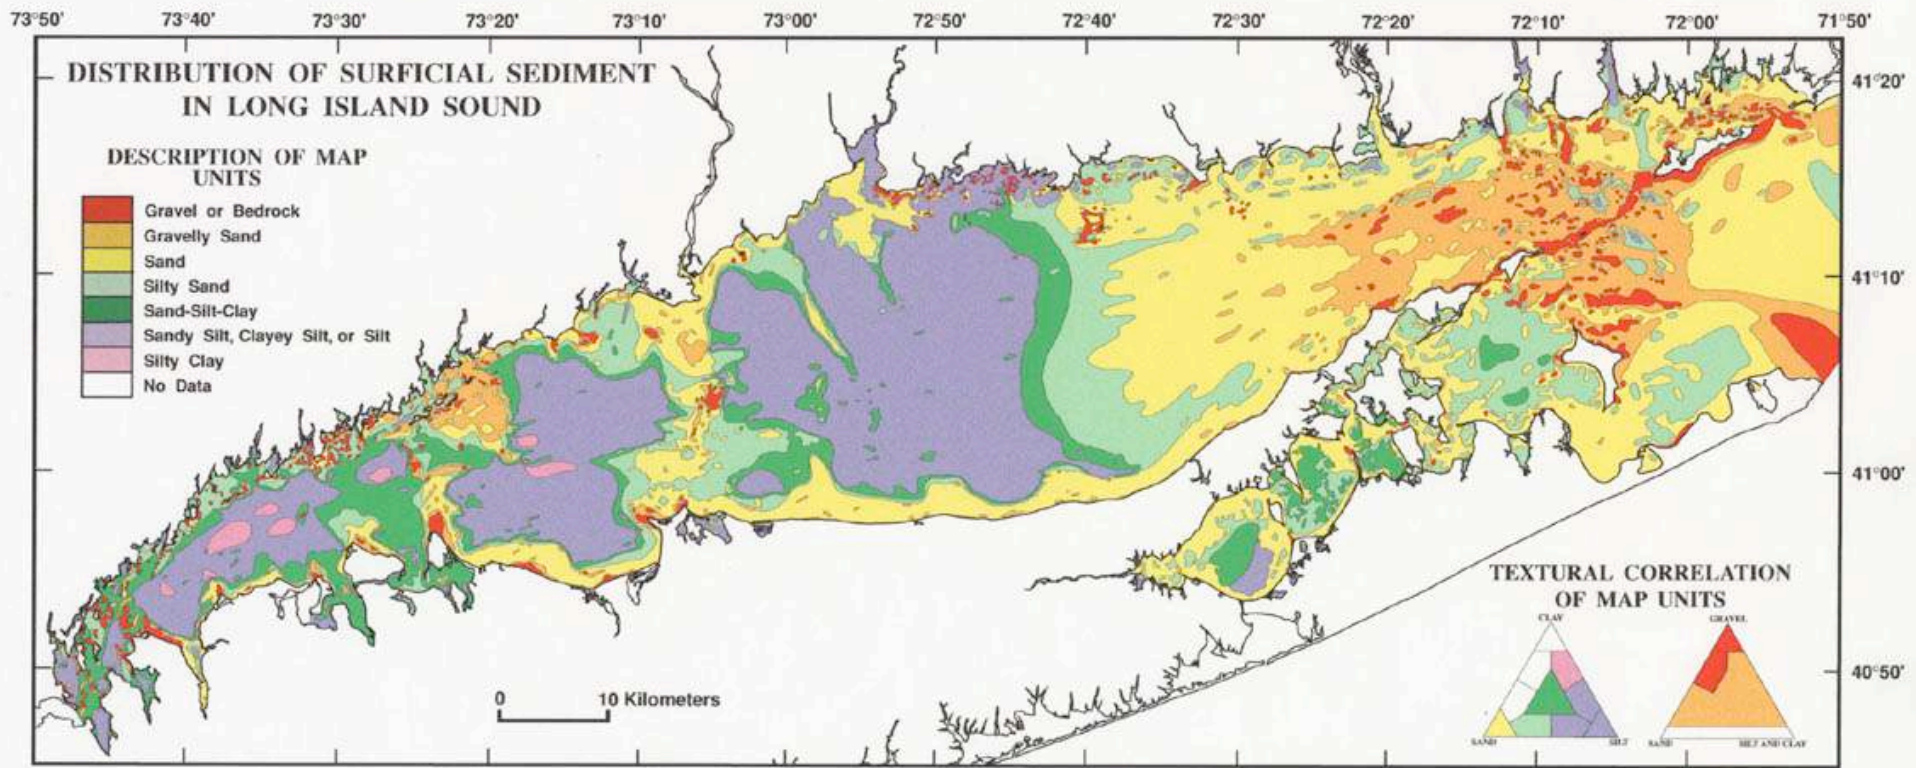 73°50' 73°40' 73°30' 73°20' 73°10' 73°00' 72°50' 72°40' 72°30' 72°20' 72°10' 72°00' 71°50'
DISTRIBUTION OF SURFICIAL SEDIMENT
IN LONG ISLAND SOUND
DESCRIPTION OF MAP
UNITS
Gravel or Bedrock
Gravelly Sand
Sand
Silty Sand
Sand-Silt-Clay
Sandy Silt, Clayey Silt, or Silt
Silty Clay
No Data
41°20'
41°10'
41°00'
40°50'
0 10 Kilometers
TEXTURAL CORRELATION
OF MAP UNITS
CLAY
SAND
SILT
GRAVEL
SAND
SILT AND CLAY